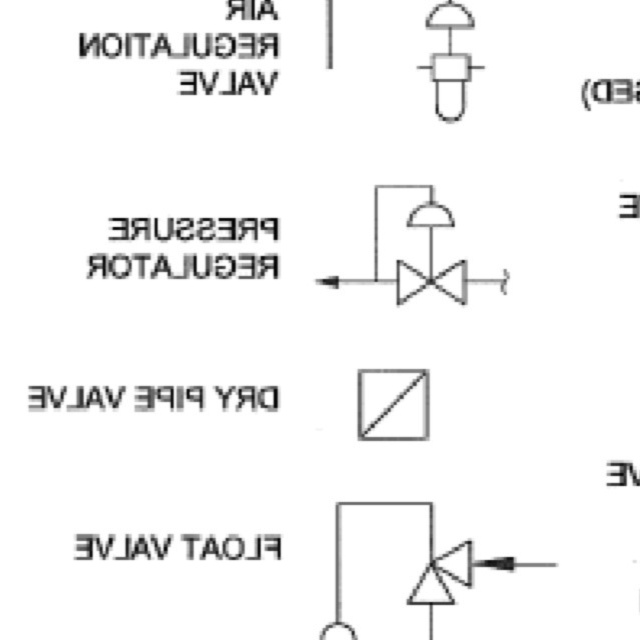 AIR
REGULATION
VALVE
PRESSURE
REGULATOR
DRY PIPE VALVE
FLOAT VALVE